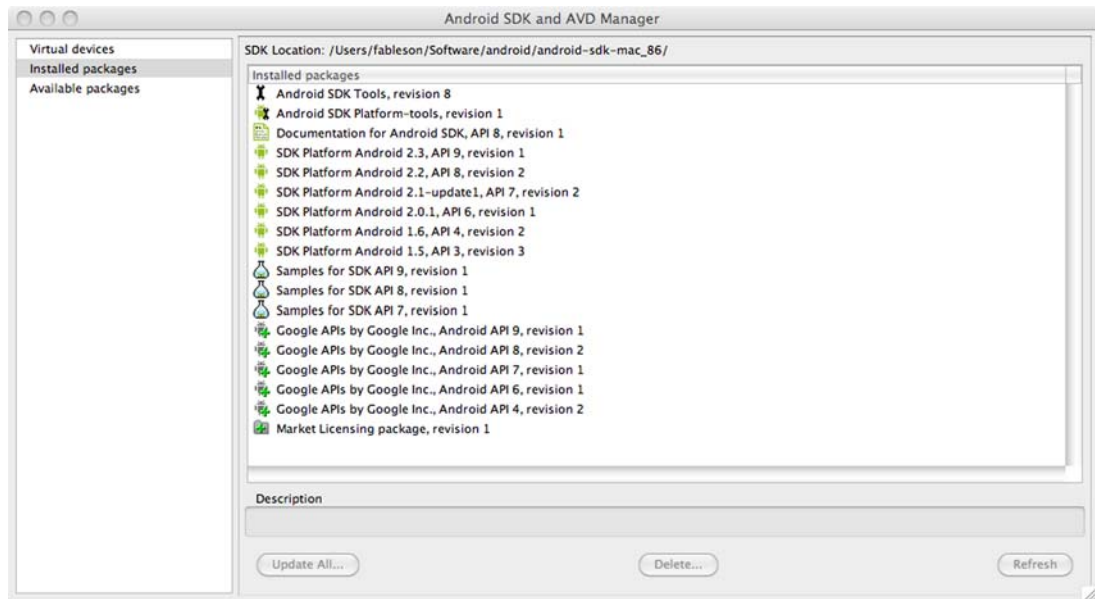 Android SDK and AVD Manager
Virtual devices
Installed packages
Available packages
SDK Location: /Users/fableson/Software/android/android-sdk-mac_86/
Installed packages
Android SDK Tools, revision 8
Android SDK Platform-tools, revision 1
Documentation for Android SDK, API 8, revision 1
SDK Platform Android 2.3, API 9, revision 1
SDK Platform Android 2.2, API 8, revision 2
SDK Platform Android 2.1-update1, API 7, revision 2
SDK Platform Android 2.0.1, API 6, revision 1
SDK Platform Android 1.6, API 4, revision 2
SDK Platform Android 1.5, API 3, revision 3
Samples for SDK API 9, revision 1
Samples for SDK API 8, revision 1
Samples for SDK API 7, revision 1
Google APIs by Google Inc., Android API 9, revision 1
Google APIs by Google Inc., Android API 8, revision 2
Google APIs by Google Inc., Android API 7, revision 1
Google APIs by Google Inc., Android API 6, revision 1
Google APIs by Google Inc., Android API 4, revision 2
Market Licensing package, revision 1
Description
Update All...
Delete...
Refresh